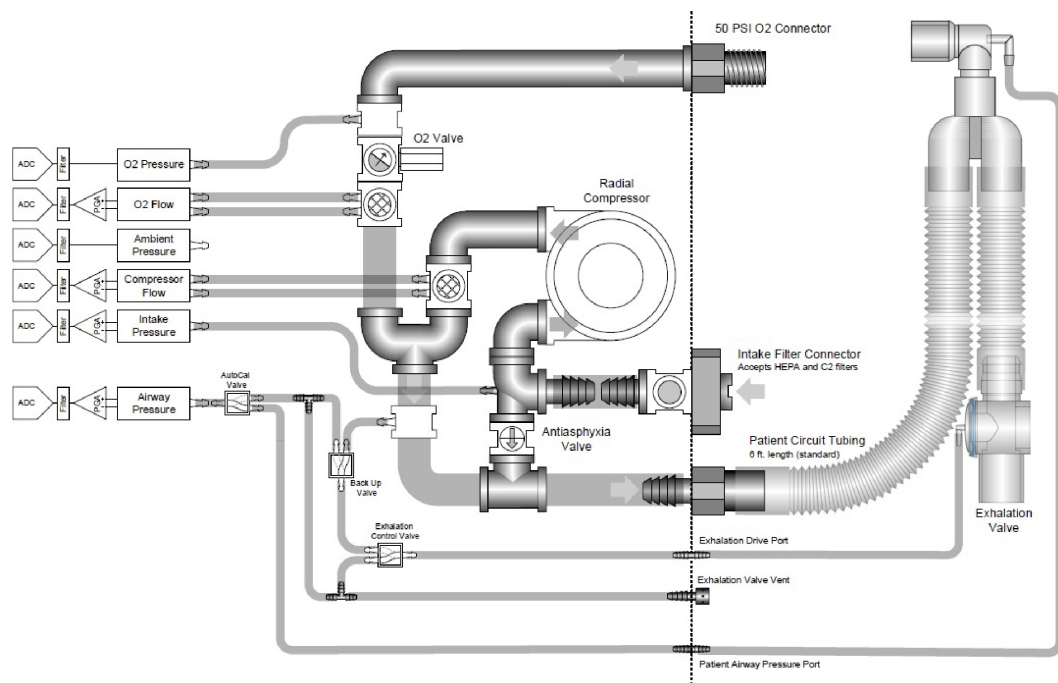 50 PSI O2 Connector
O2 Valve
ADC
Filter
O2 Pressure
Radial
Compressor
ADC
Filter
PGA
O2 Flow
ADC
Filter
Ambient
Pressure
ADC
Filter
PGA
Compressor
Flow
ADC
Filter
PGA
Intake
Pressure
Intake Filter Connector
Accepts HEPA and C2 filters
AutoCal
Valve
ADC
Filter
PGA
Airway
Pressure
Antiasphyxia
Valve
Patient Circuit Tubing
6 ft. length (standard)
Back Up
Valve
Exhalation
Valve
Exhalation
Control Valve
Exhalation Drive Port
Exhalation Valve Vent
Patient Airway Pressure Port